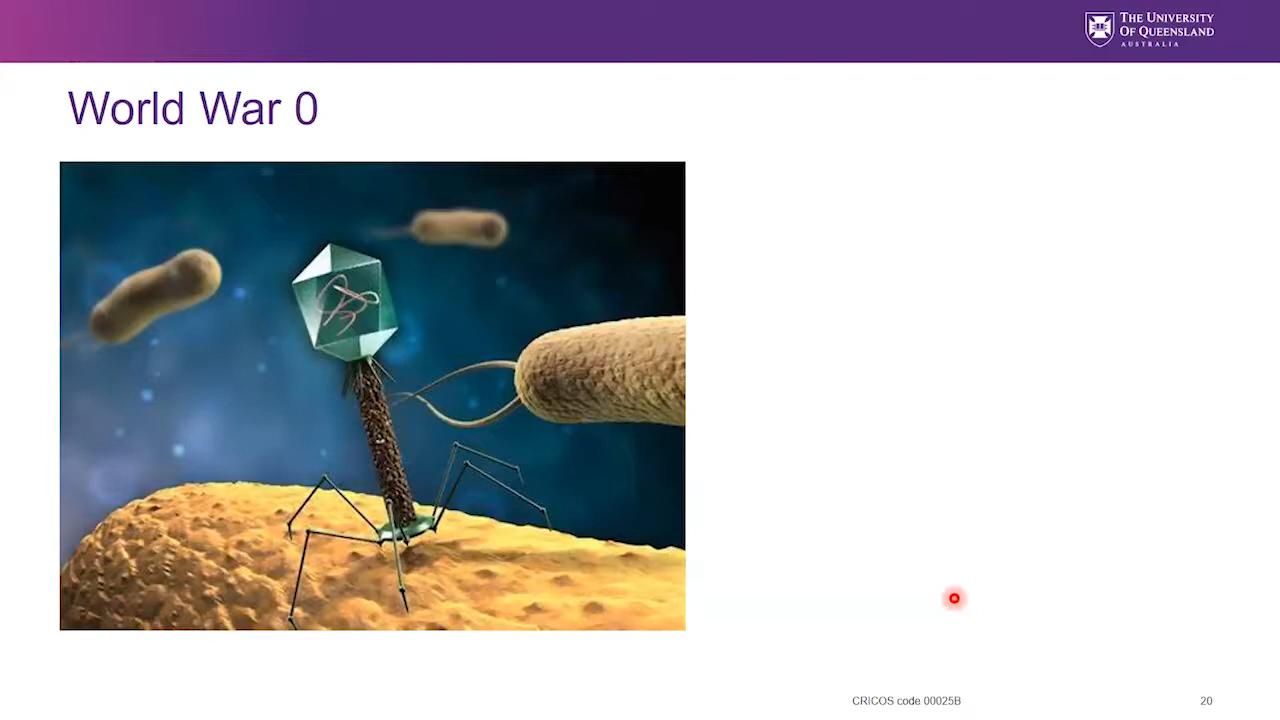 THE UNIVERSITY
OF QUEENSLAND
AUSTRALIA
World War 0
CRICOS code 00025B
20